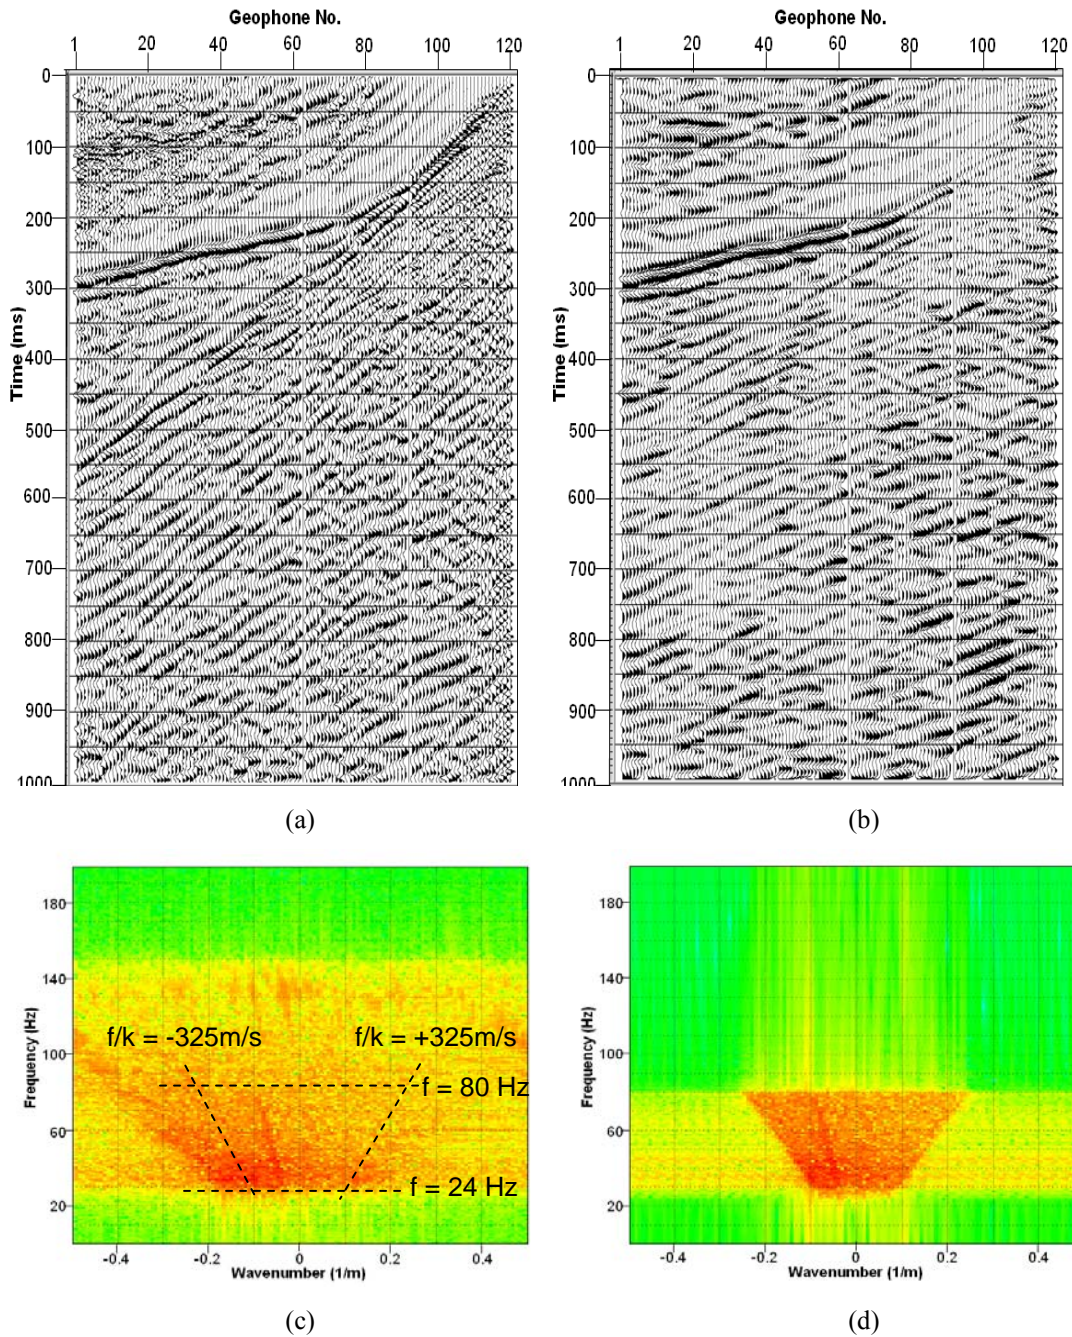 Geophone No.
1 20 40 60 80 100 120
0
100
200
300
400
500
600
700
800
900
1000
Time (ms)
(a)
Geophone No.
1 20 40 60 80 100 120
0
100
200
300
400
500
600
700
800
900
1000
Time (ms)
(b)
180
140
100
60
20
Frequency (Hz)
f/k = -325m/s
f/k = +325m/s
f = 80 Hz
f = 24 Hz
-0.4 -0.2 0 0.2 0.4
Wavenumber (1/m)
(c)
180
140
100
60
20
Frequency (Hz)
-0.4 -0.2 0 0.2 0.4
Wavenumber (1/m)
(d)